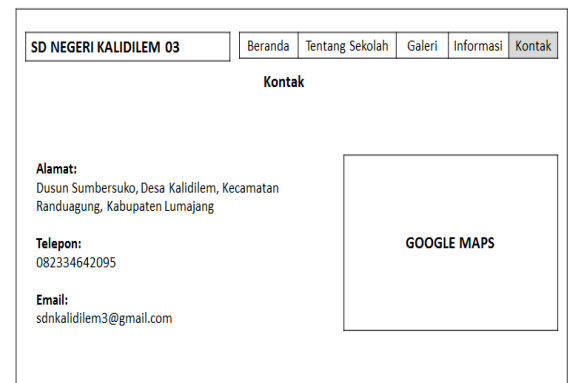 SD NEGERI KALIDILEM 03
Beranda
Tentang Sekolah
Galeri
Informasi
Kontak
Kontak
Alamat:
Dusun Sumbersuko, Desa Kalidilem, Kecamatan
Randuagung, Kabupaten Lumajang
Telepon:
082334642095
Email:
sdnkalidilem3@gmail.com
GOOGLE MAPS